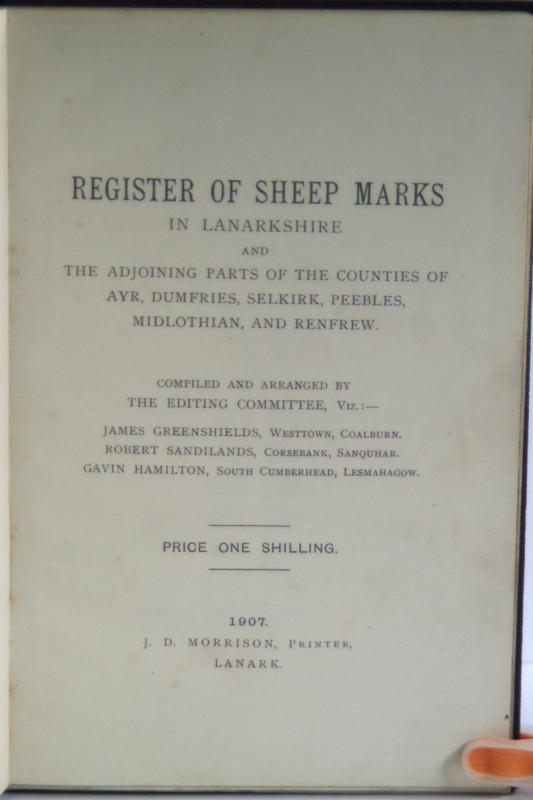 REGISTER OF SHEEP MARKS
IN LANARKSHIRE
AND
THE ADJOINING PARTS OF THE COUNTIES OF
AYR, DUMFRIES, SELKIRK, PEEBLES,
MIDLOTHIAN, AND RENFREW.
COMPILED AND ARRANGED BY
THE EDITING COMMITTEE, VIZ.:—
JAMES GREENSHIELDS, WESTTOWN, COALBURN.
ROBERT SANDILANDS, CORSEBANK, SANQUHAR.
GAVIN HAMILTON, SOUTH CUMBERHEAD, LESMAHAGOW.
PRICE ONE SHILLING.
1907.
J. D. MORRISON, PRINTER,
LANARK.
A